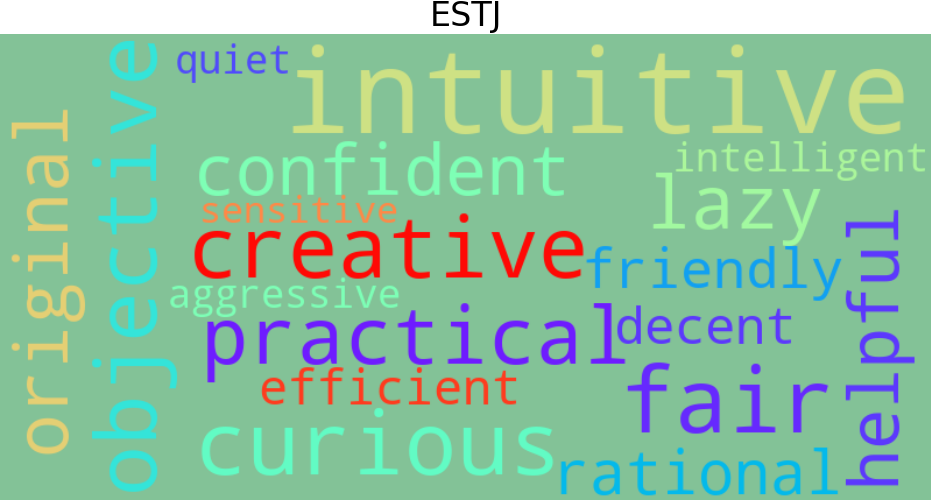 ESTJ
quiet
intuitive
original
objective
confident
intelligent
lazy
sensitive
creative
friendly
helpful
aggressive
practical
decent
efficient
fair
curious
rational